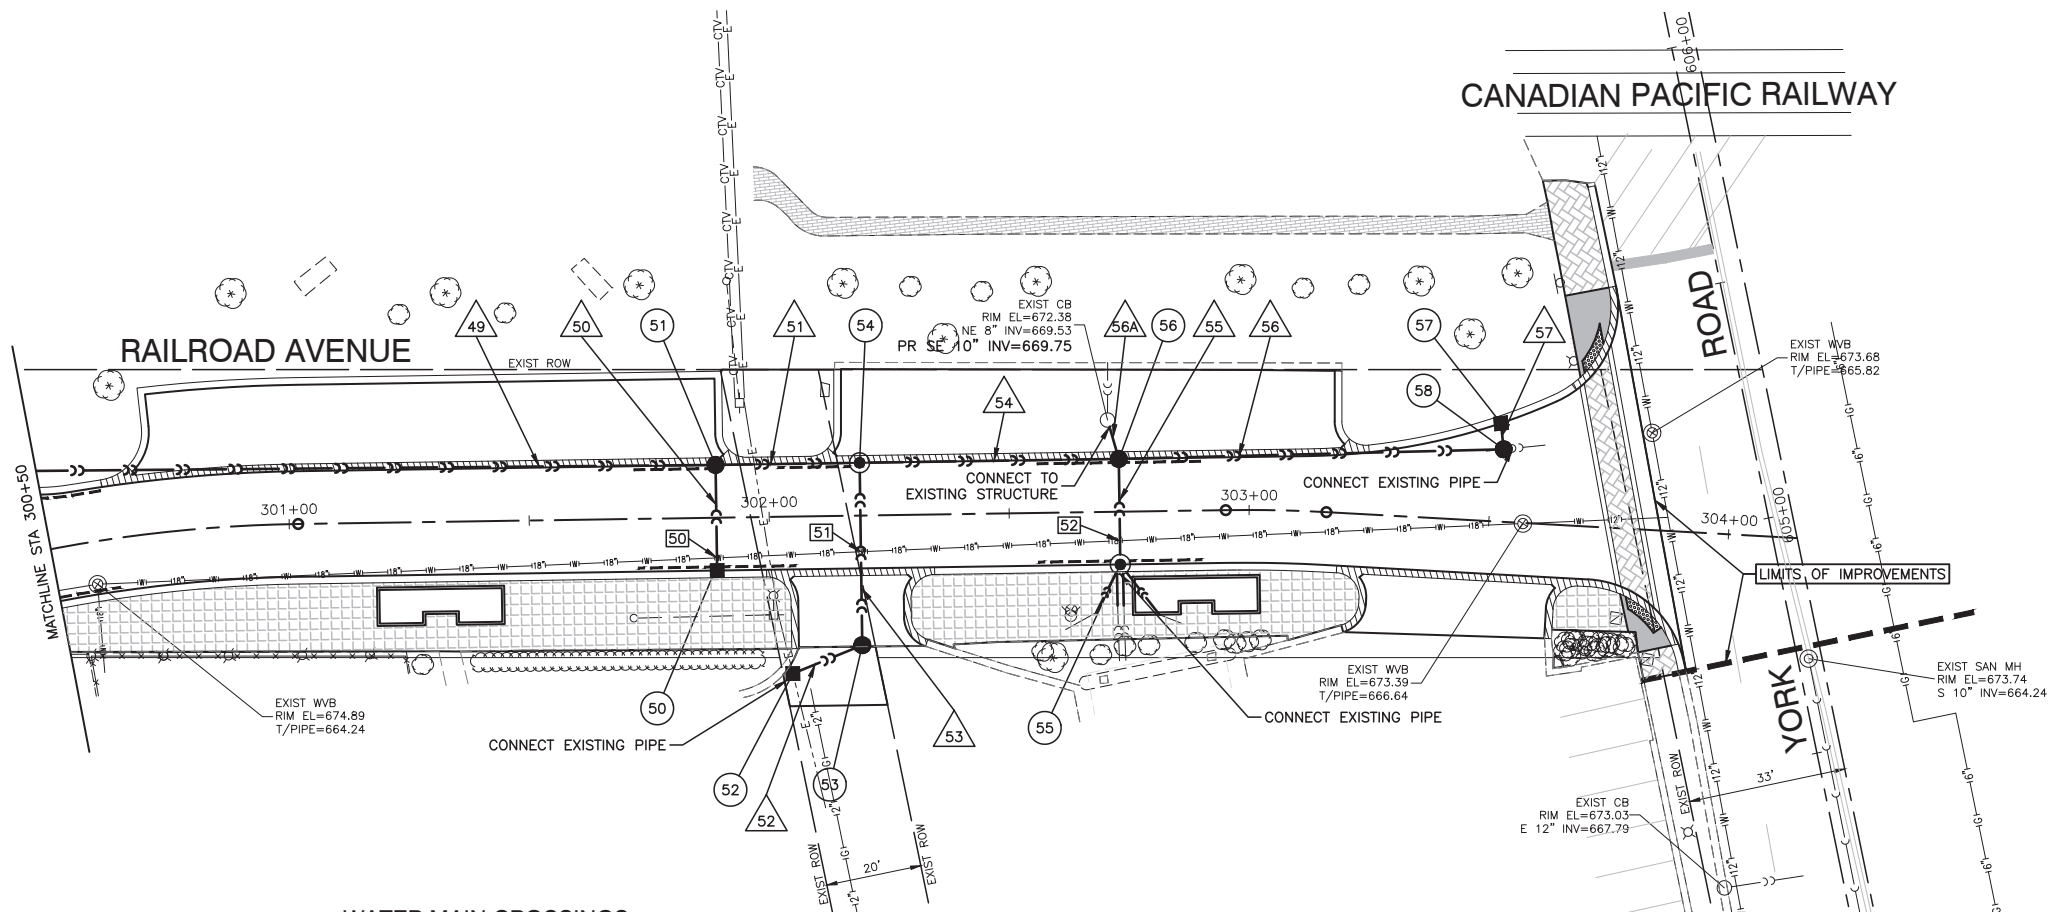 CANADIAN PACIFIC RAILWAY
606+00
RAILROAD AVENUE
EXIST ROW
49
50
51
51
54
EXIST CB
RIM EL=672.38
NE 8" INV=669.53
PR SE 10" INV=669.75
56A
56
55
56
57
57
58
54
ROAD
EXIST WVB
RIM EL=673.68
T/PIPE=665.82
CONNECT TO
EXISTING STRUCTURE
CONNECT EXISTING PIPE
MATCHLINE STA 300+50
301+00
302+00
303+00
304+00
605+00
50
51
52
LIMITS OF IMPROVEMENTS
EXIST WVB
RIM EL=674.89
T/PIPE=664.24
CONNECT EXISTING PIPE
50
52
52
53
53
55
EXIST WVB
RIM EL=673.39
T/PIPE=666.64
CONNECT EXISTING PIPE
YORK
EXIST SAN MH
RIM EL=673.74
S 10" INV=664.24
EXIST ROW
33'
EXIST CB
RIM EL=673.03
E 12" INV=667.79
EXIST ROW
20'
EXIST ROW
WATER MAIN CROSSINGS